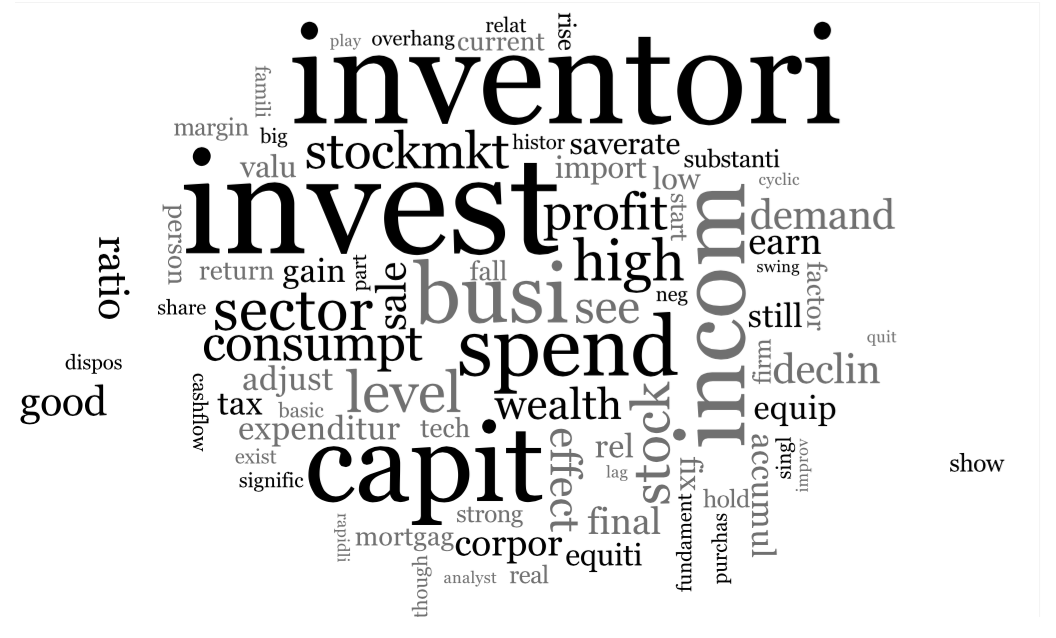 relat
rise
play
overhang
current
inventori
famili
margin
big
stockmkt
histor
saverate
valu
import
low
substanti
cyclic
invest
person
profit
start
incom
demand
earn
return
gain
part
sale
busi
fall
high
neg
swing
factor
ratio
share
sector
see
still
quit
consumpt
spend
dispos
firm
declin
good
cashflow
tax
adjust
basic
level
wealth
stock
equip
expenditur
tech
capit
effect
rel
lag
fix
accumul
singl
improv
show
exist
signific
hold
rapidli
mortgag
strong
corpor
final
equiti
fundament
purchas
though
analyst
real